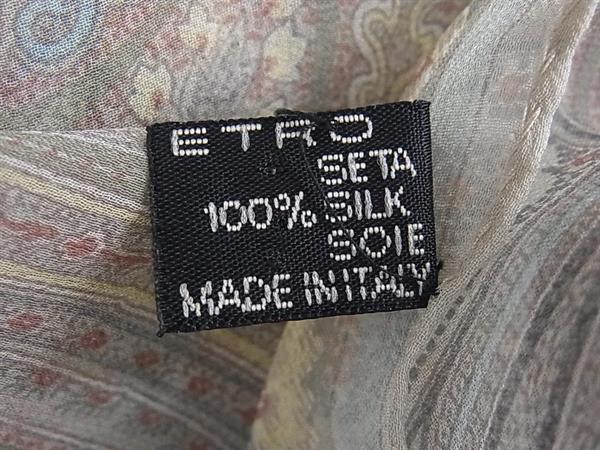 ETRO
SETA
100% SILK
SOIE
MADE IN ITALY